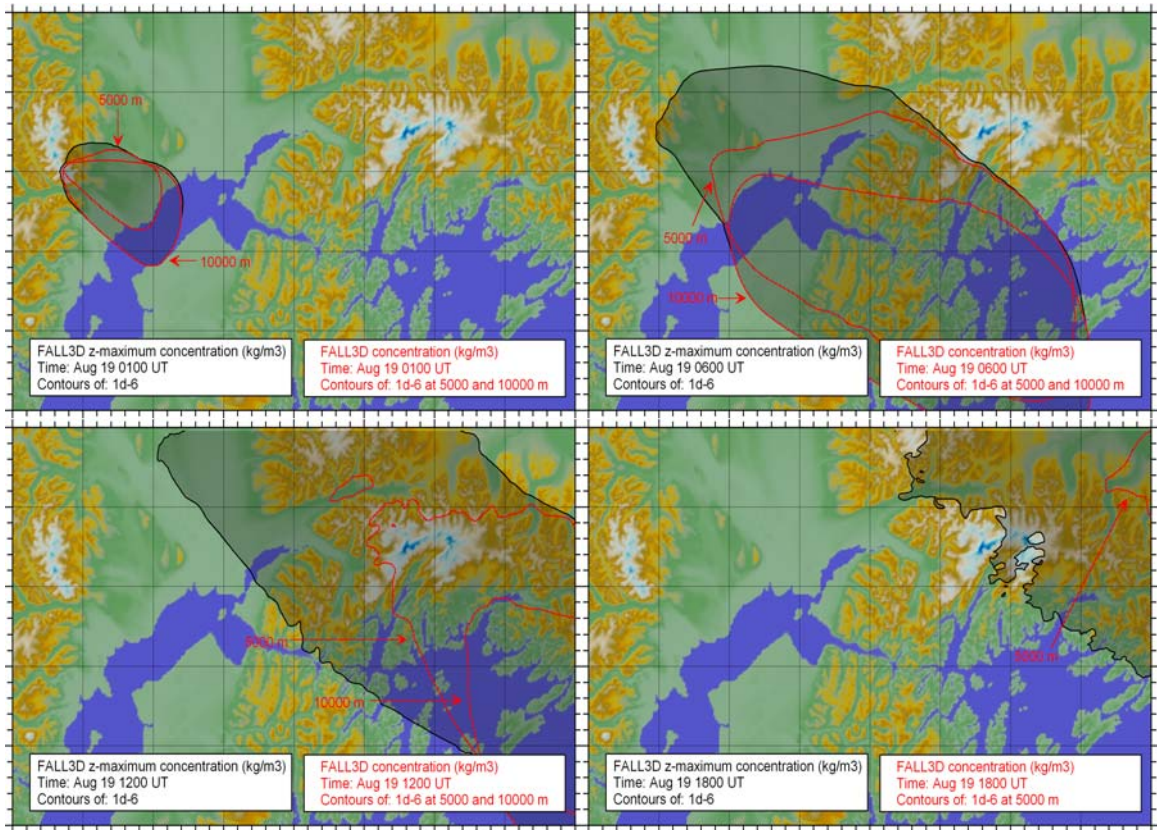 5000 m
10000 m
FALL3D z-maximum concentration (kg/m3)
Time: Aug 19 0100 UT
Contours of: 1d-6
FALL3D concentration (kg/m3)
Time: Aug 19 0100 UT
Contours of: 1d-6 at 5000 and 10000 m
5000 m
10000 m
FALL3D z-maximum concentration (kg/m3)
Time: Aug 19 0600 UT
Contours of: 1d-6
FALL3D concentration (kg/m3)
Time: Aug 19 0600 UT
Contours of: 1d-6 at 5000 and 10000 m
5000 m
10000 m
FALL3D z-maximum concentration (kg/m3)
Time: Aug 19 1200 UT
Contours of: 1d-6
FALL3D concentration (kg/m3)
Time: Aug 19 1200 UT
Contours of: 1d-6 at 5000 and 10000 m
5000 m
FALL3D z-maximum concentration (kg/m3)
Time: Aug 19 1800 UT
Contours of: 1d-6
FALL3D concentration (kg/m3)
Time: Aug 19 1800 UT
Contours of: 1d-6 at 5000 m